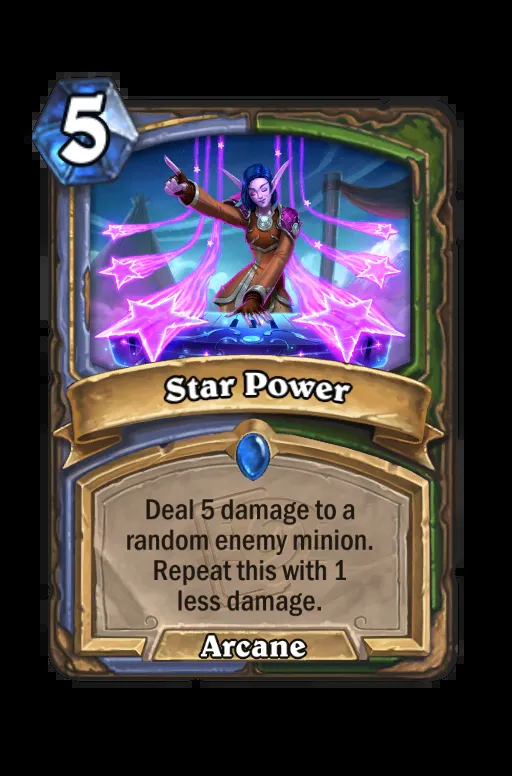 5
Star Power
Deal 5 damage to a
random enemy minion.
Repeat this with 1
less damage.
Arcane